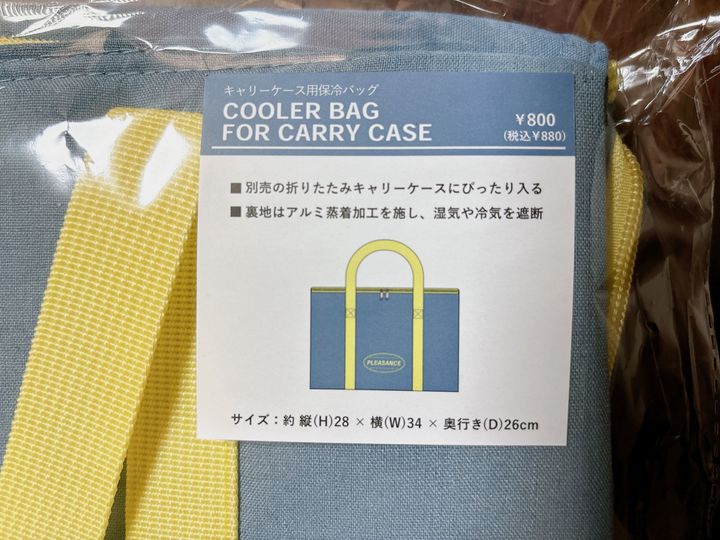 キャリーケース用保冷バッグ
COOLER BAG
FOR CARRY CASE
¥800
(税込¥880)
■ 別売の折りたたみキャリーケースにぴったり入る
■ 裏地はアルミ蒸着加工を施し、湿気や冷気を遮断
PLEASANCE
サイズ：約 縦(H)28 × 横(W)34 × 奥行き(D)26cm